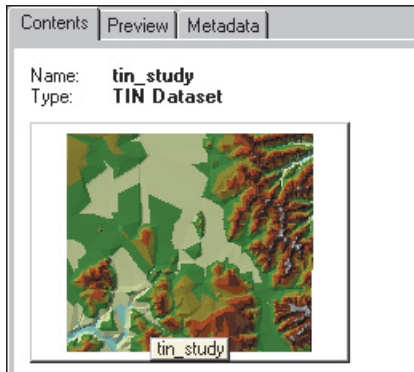 Contents Preview Metadata
Name: tin_study
Type: TIN Dataset
tin_study